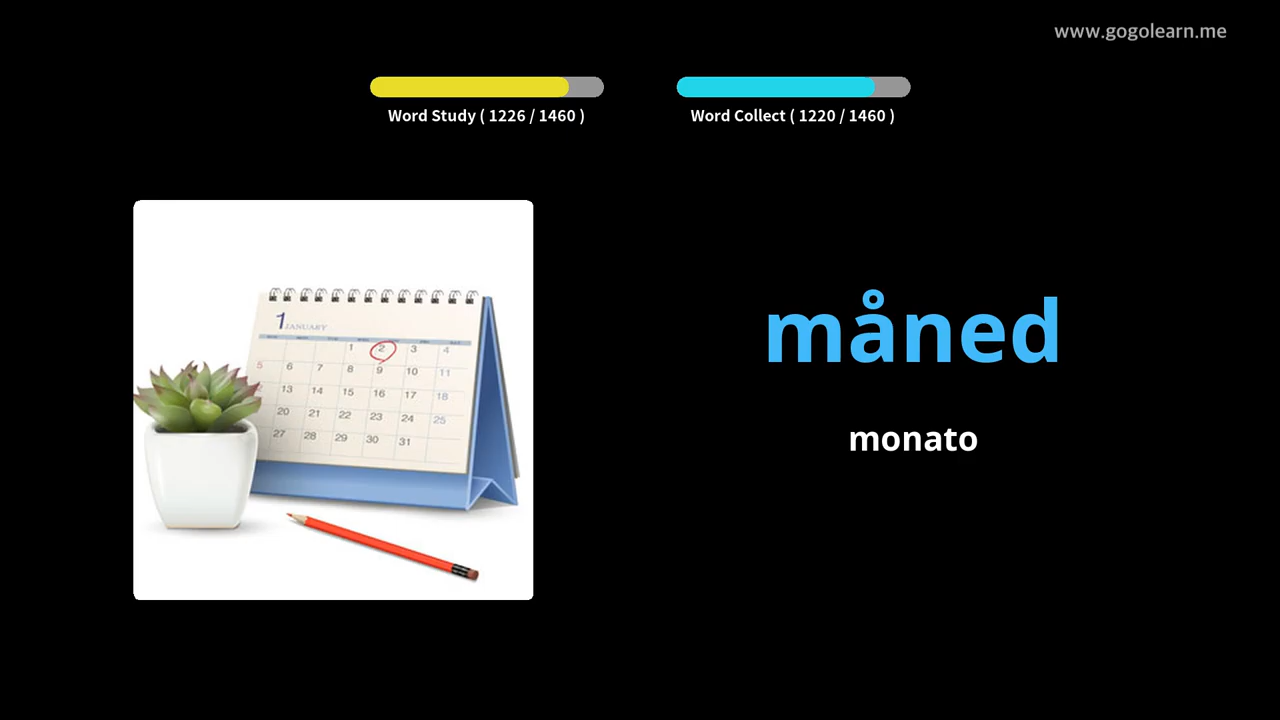 www.gogolearn.me
Word Study ( 1226 / 1460 )
Word Collect ( 1220 / 1460 )
1 JANUARY
1 2 3 4
5 6 7 8 9 10 11
13 14 15 16 17 18
20 21 22 23 24 25
27 28 29 30 31
måned
monato